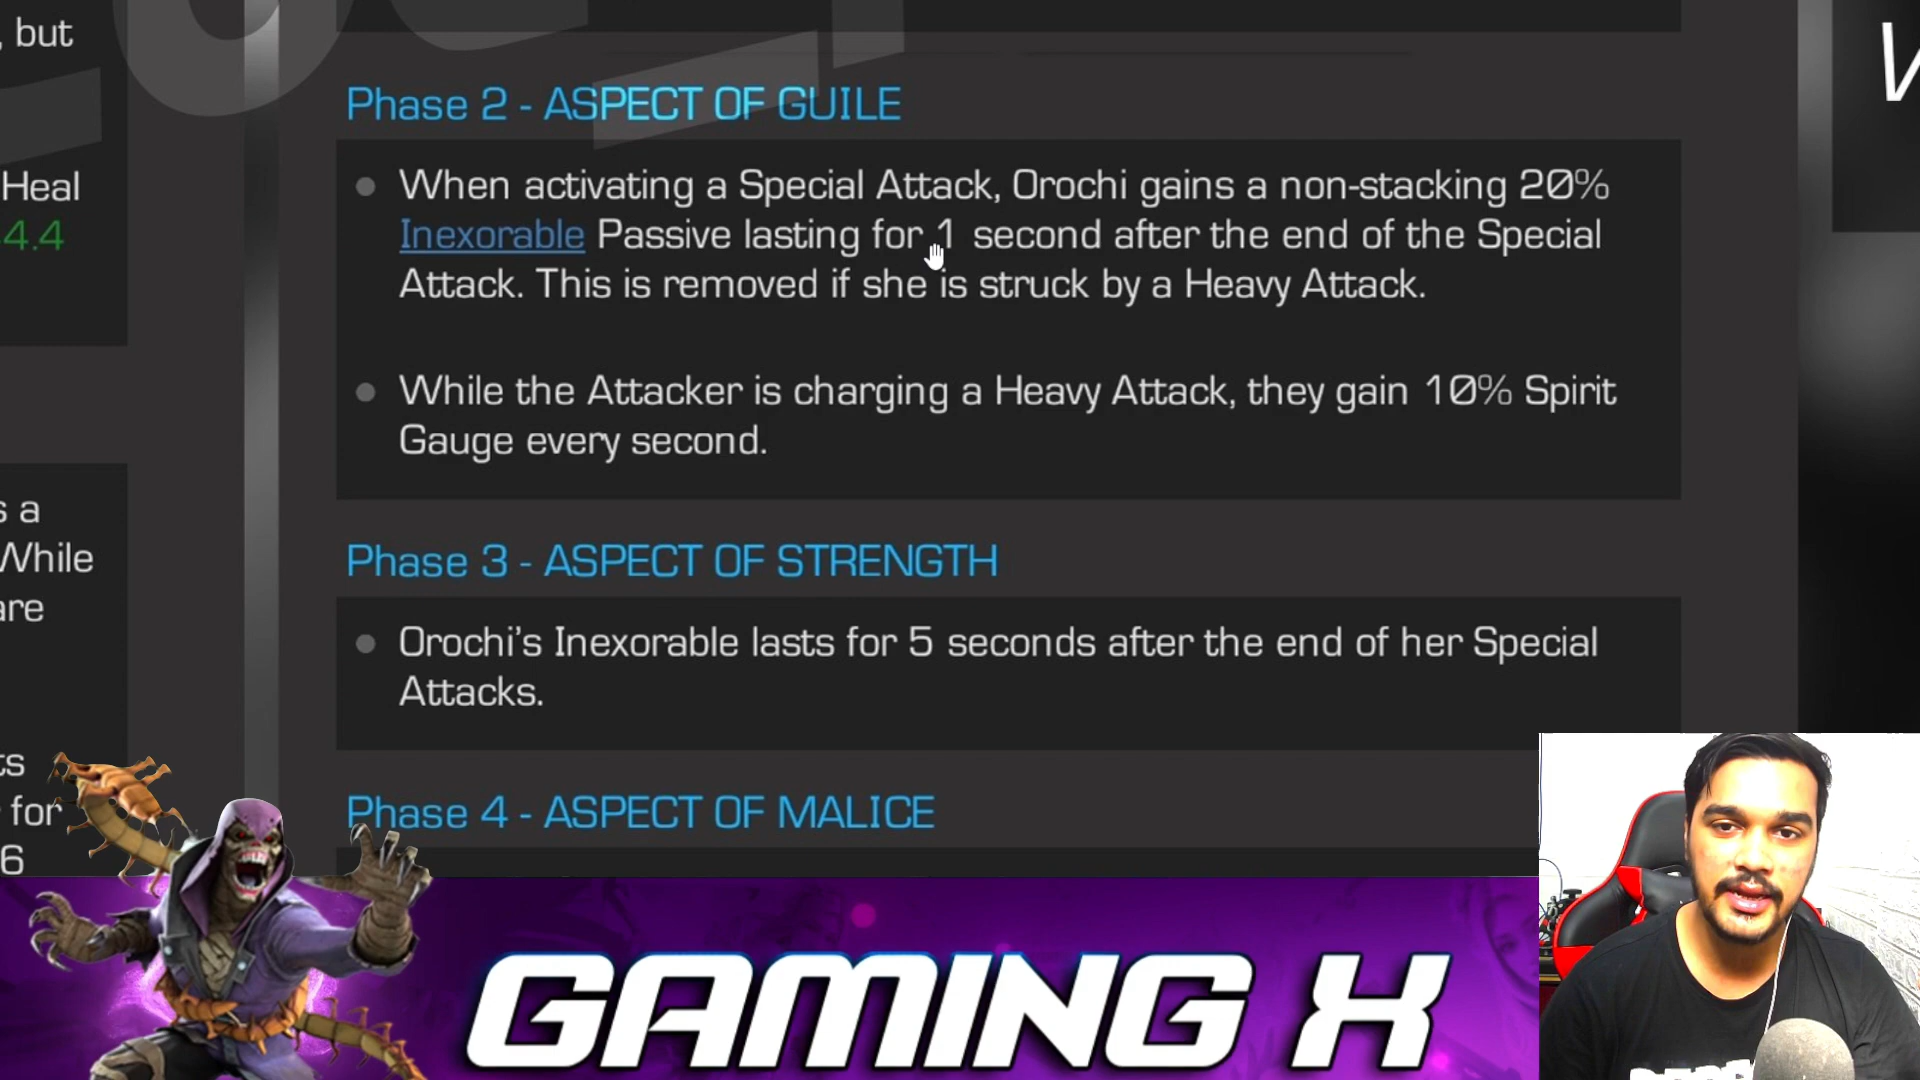 , but
Heal
4.4
s a
While
are
ts
for
6
Phase 2 - ASPECT OF GUILE
When activating a Special Attack, Orochi gains a non-stacking 20%
Inexorable Passive lasting for 1 second after the end of the Special
Attack. This is removed if she is struck by a Heavy Attack.
While the Attacker is charging a Heavy Attack, they gain 10% Spirit
Gauge every second.
Phase 3 - ASPECT OF STRENGTH
Orochi's Inexorable lasts for 5 seconds after the end of her Special
Attacks.
Phase 4 - ASPECT OF MALICE
GAMING X